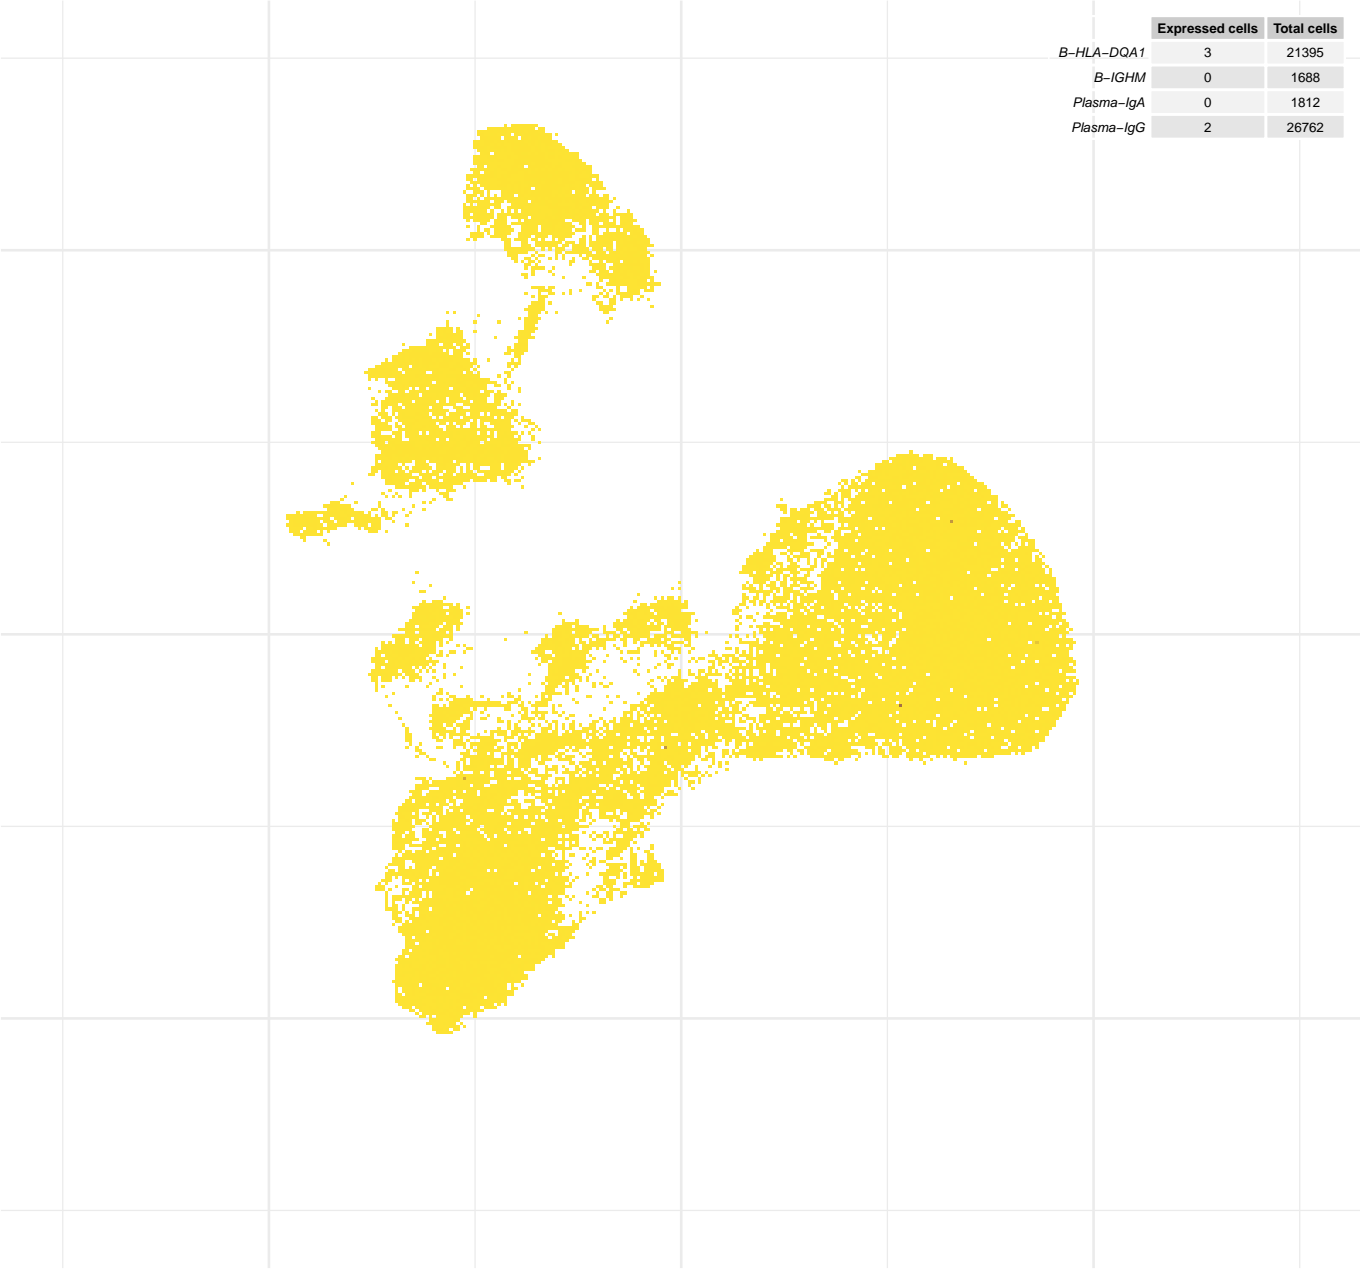 Expressed cells Total cells
B−HLA−DQA1 3 21395
B−IGHM 0 1688
Plasma−IgA 0 1812
Plasma−IgG 2 26762